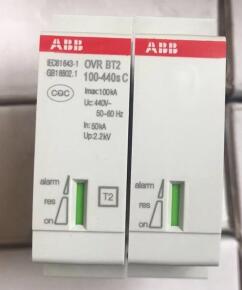 ABB
IEC61643-1
GB18802.1
CQC
OVR BT2
100-440s C
Imax:100kA
Uc:440V~
50-60 Hz
In:50kA
Up:2.2kV
alarm
res
on
T2
ABB
alarm
res
on